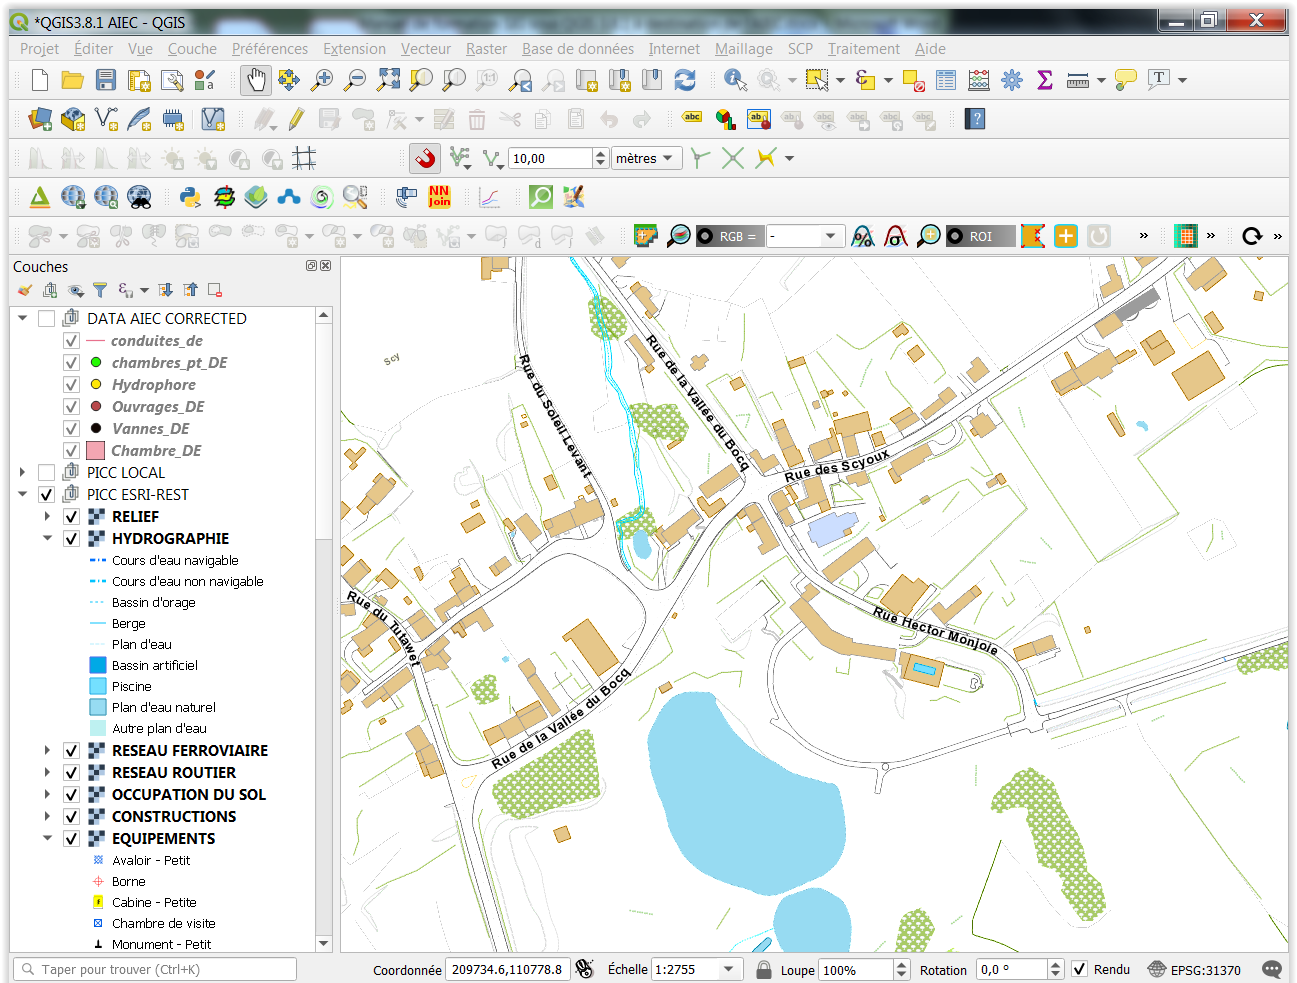 *QGIS3.8.1 AIEC - QGIS
Projet Éditer Vue Couche Préférences Extension Vecteur Raster Base de données Internet Maillage SCP Traitement Aide
10,00 mètres
NN
Join
RGB = - ROI
Couches
DATA AIEC CORRECTED
conduites_de
chambres_pt_DE
Hydrophore
Ouvrages_DE
Vannes_DE
Chambre_DE
PICC LOCAL
PICC ESRI-REST
RELIEF
HYDROGRAPHIE
Cours d'eau navigable
Cours d'eau non navigable
Bassin d'orage
Berge
Plan d'eau
Bassin artificiel
Piscine
Plan d'eau naturel
Autre plan d'eau
RESEAU FERROVIAIRE
RESEAU ROUTIER
OCCUPATION DU SOL
CONSTRUCTIONS
EQUIPEMENTS
Avaloir - Petit
Borne
Cabine - Petite
Chambre de visite
Monument - Petit
Scy
Rue du Soleil Levant
Rue de la Vallée du Bocq
Rue des Scyoux
Rue du Tutawet
Rue Hector Monjoie
Rue de la Vallée du Bocq
Taper pour trouver (Ctrl+K) Coordonnée 209734.6,110778.8 Échelle 1:2755 Loupe 100% Rotation 0,0 ° Rendu EPSG:31370